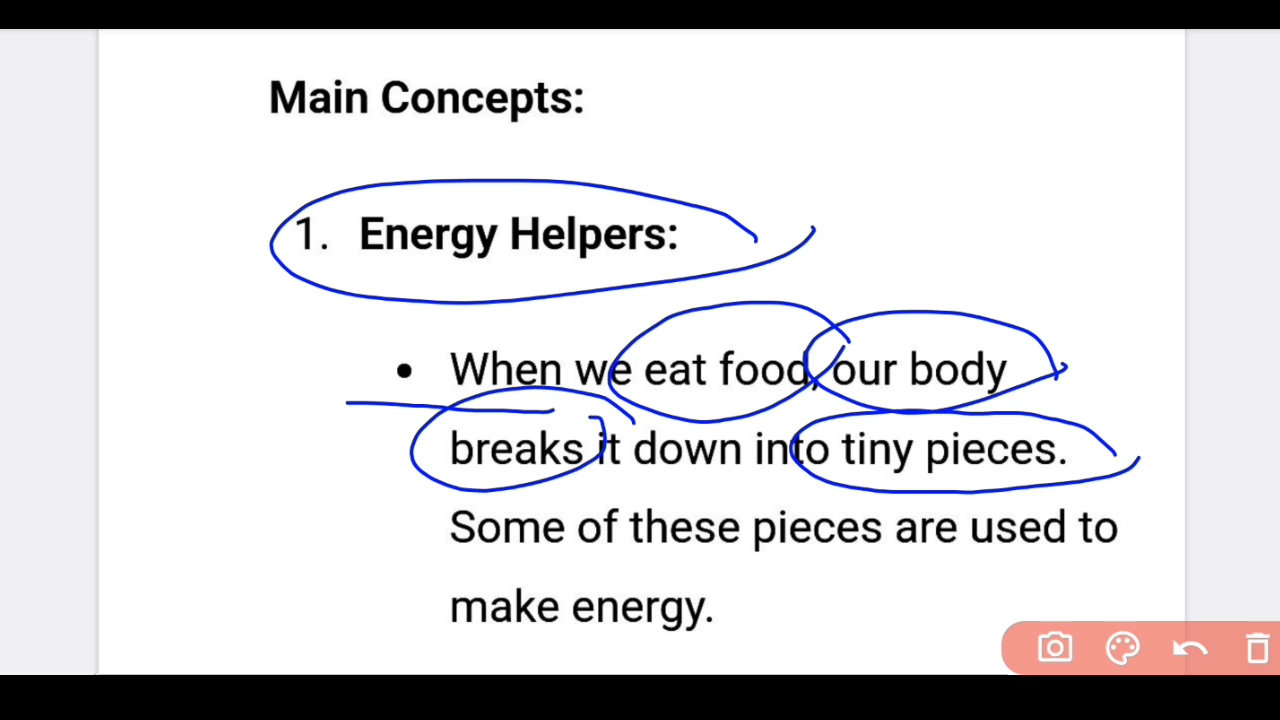 Main Concepts:
1. Energy Helpers:
• When we eat food, our body
breaks it down into tiny pieces.
Some of these pieces are used to
make energy.